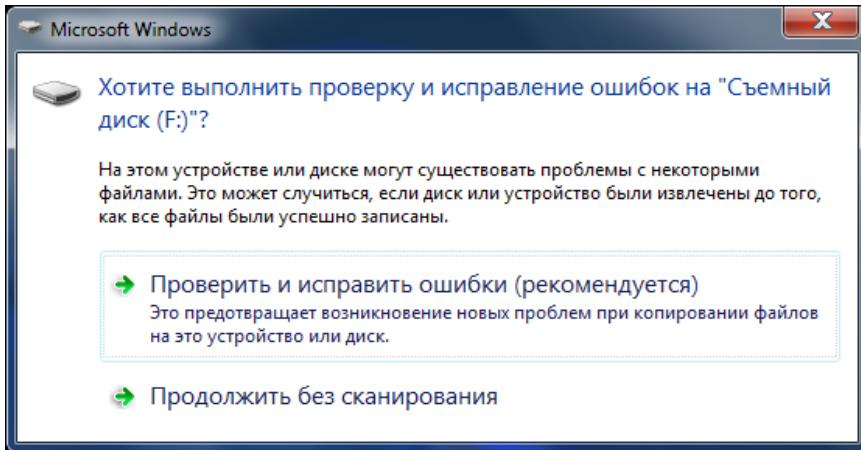 Microsoft Windows
Хотите выполнить проверку и исправление ошибок на "Съемный
диск (F:)"?
На этом устройстве или диске могут существовать проблемы с некоторыми
файлами. Это может случиться, если диск или устройство были извлечены до того,
как все файлы были успешно записаны.
Проверить и исправить ошибки (рекомендуется)
Это предотвращает возникновение новых проблем при копировании файлов
на это устройство или диск.
Продолжить без сканирования